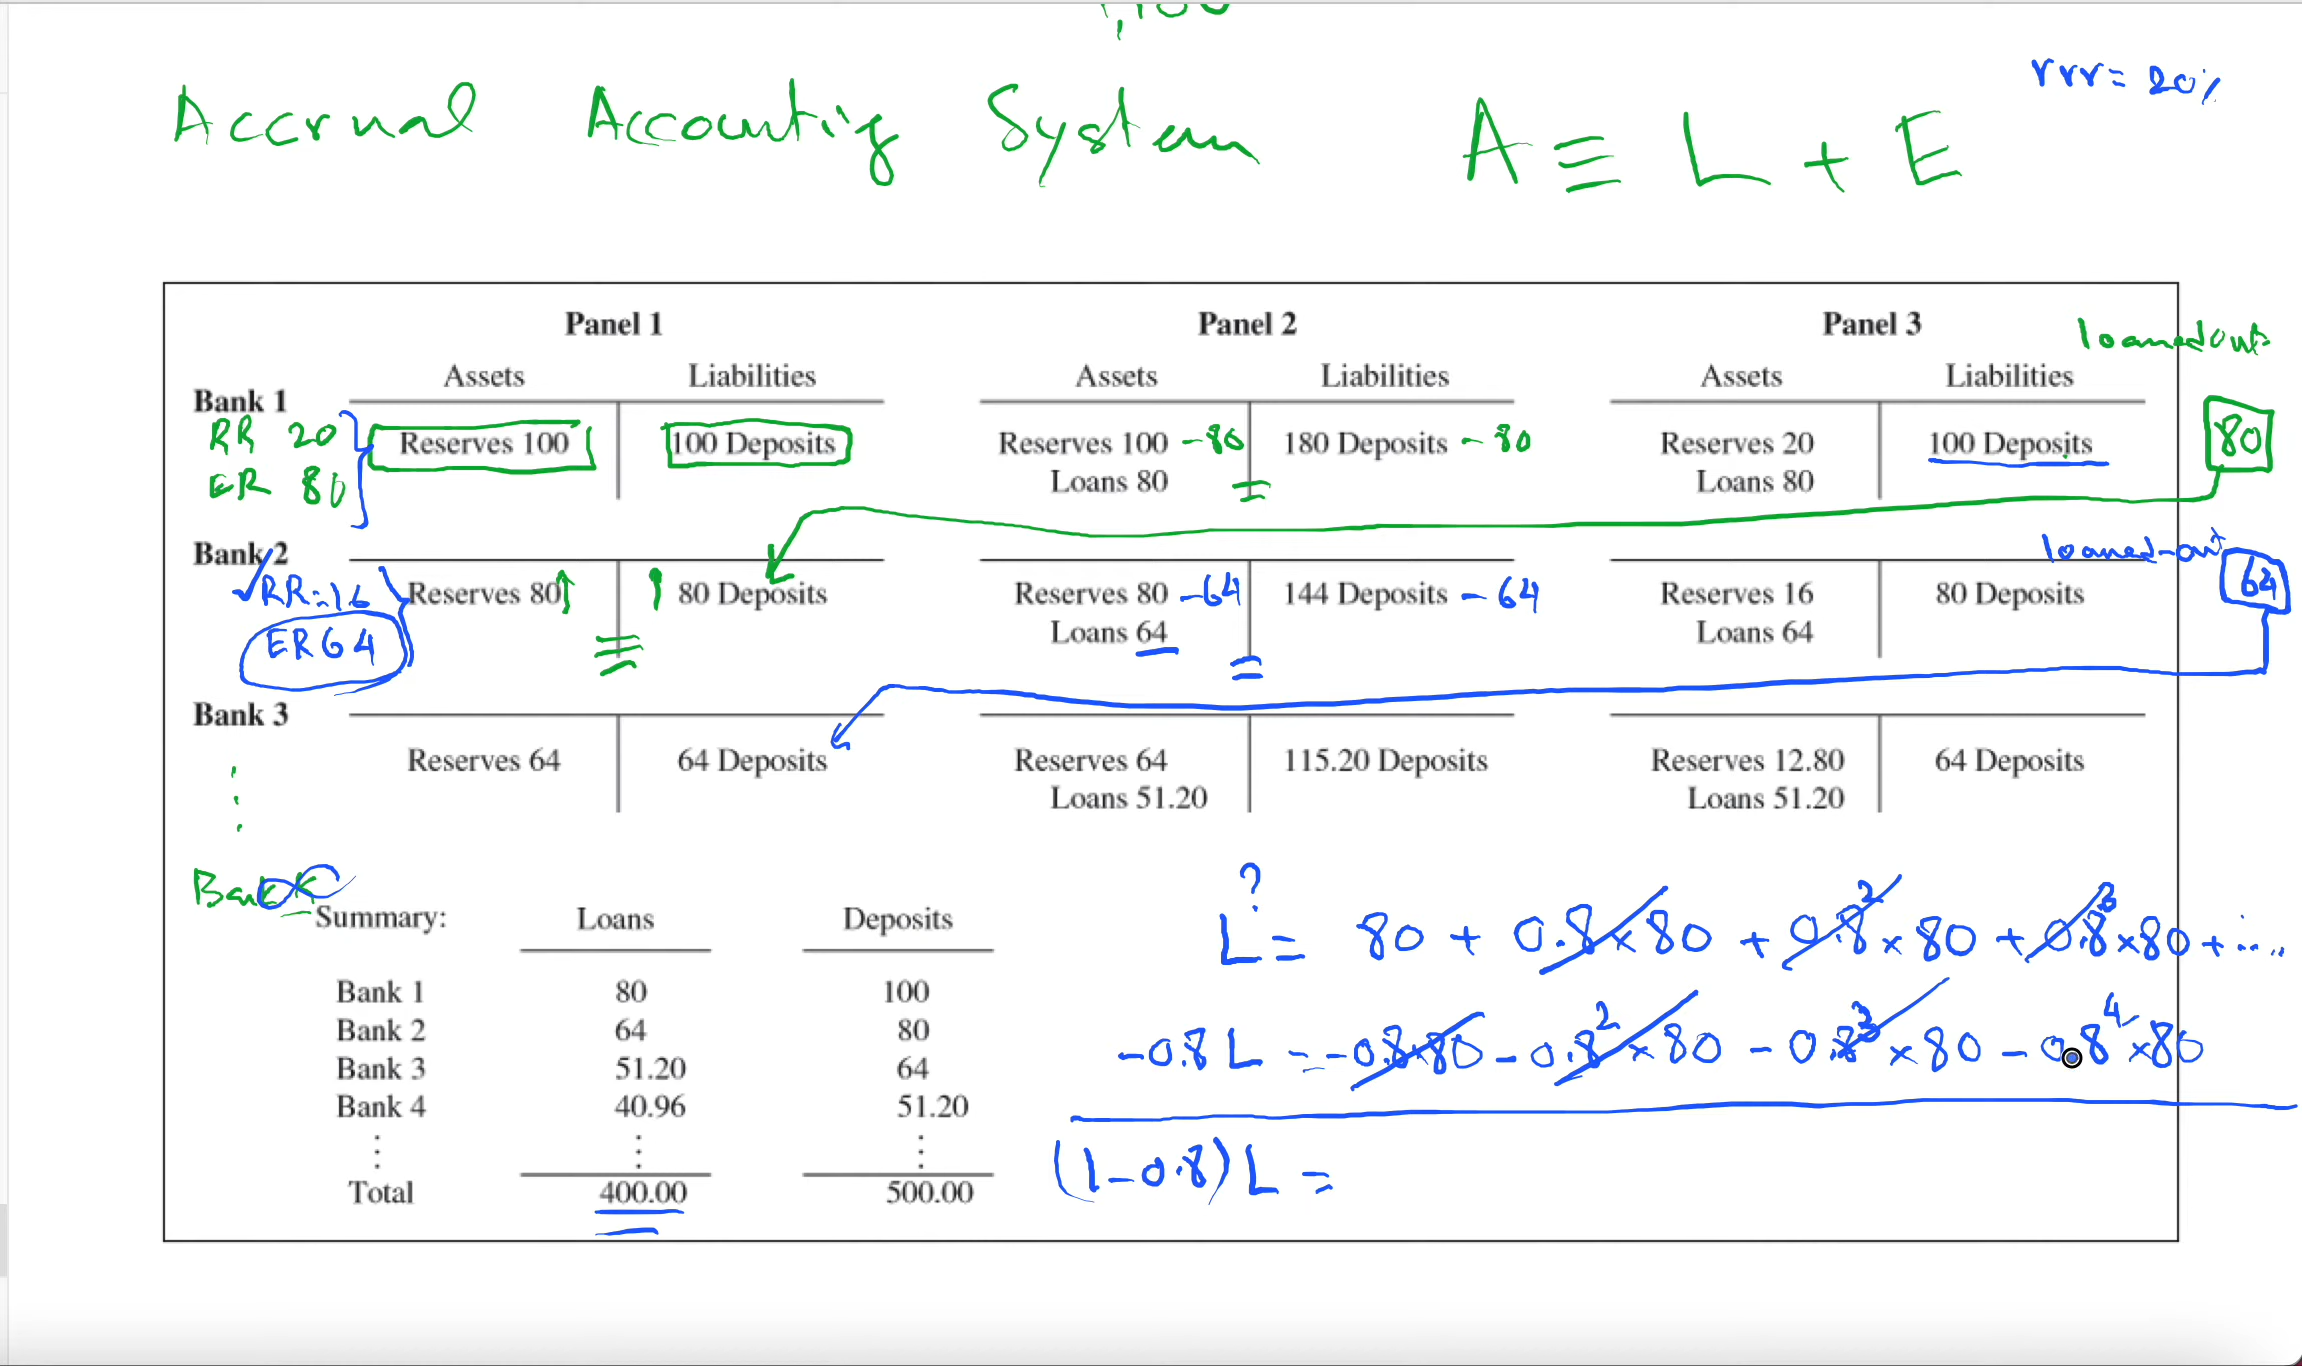 Accrual Accounting System A ≡ L + E rrr = 20%
Panel 1 Panel 2 Panel 3 loaned out
Assets Liabilities Assets Liabilities Assets Liabilities
Bank 1
RR 20 Reserves 100 100 Deposits Reserves 100 -80 180 Deposits - 80 Reserves 20 100 Deposits 80
ER 80 Loans 80 = Loans 80
Bank 2 loaned-out
✓RR=16 Reserves 80↑ ↑ 80 Deposits Reserves 80 -64 144 Deposits - 64 Reserves 16 80 Deposits 64
ER 64 Loans 64 = Loans 64
Bank 3
Reserves 64 64 Deposits Reserves 64 115.20 Deposits Reserves 12.80 64 Deposits
Loans 51.20 Loans 51.20
Bank
Summary: Loans Deposits
?
L = 80 + 0.8×80 + 0.8²×80 + 0.8³×80 + ....
Bank 1 80 100
Bank 2 64 80
-0.8 L = -0.8×80 - 0.8²×80 - 0.8³×80 - 0.8⁴×80
Bank 3 51.20 64
Bank 4 40.96 51.20
⋮ ⋮ ⋮
Total 400.00 500.00
(1-0.8) L =